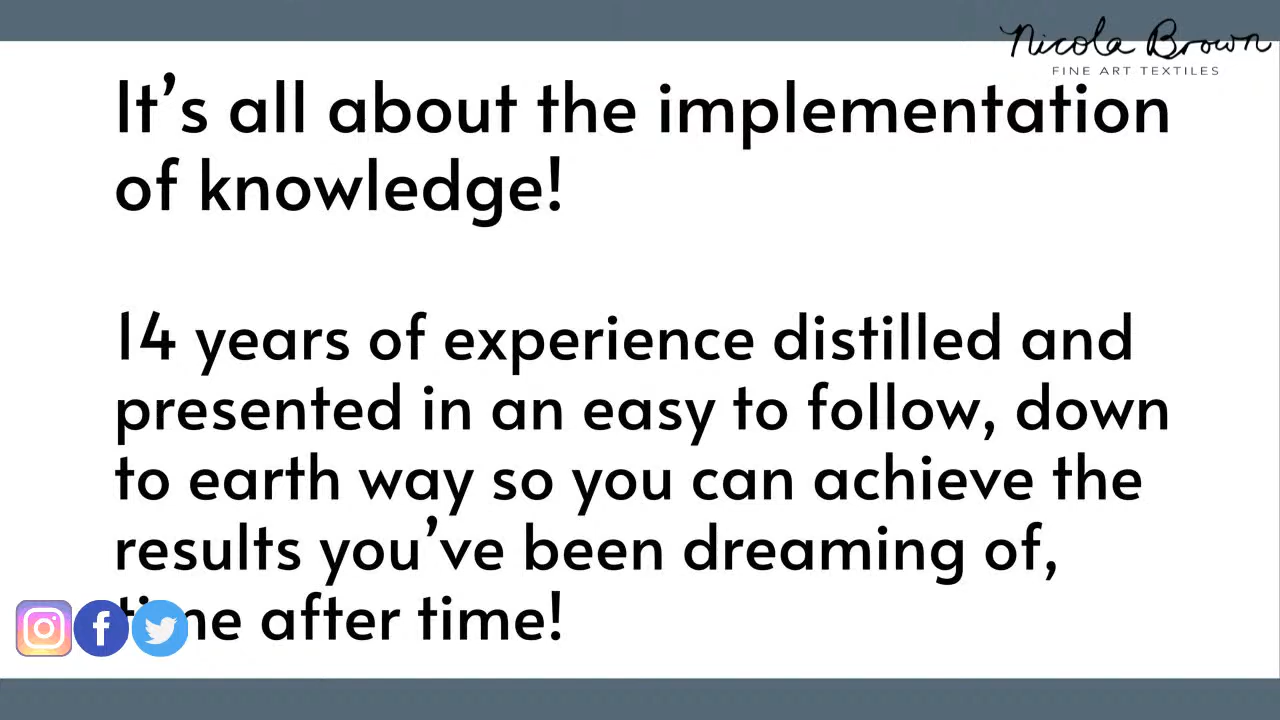 Nicola Brown
FINE ART TEXTILES
It's all about the implementation
of knowledge!
14 years of experience distilled and
presented in an easy to follow, down
to earth way so you can achieve the
results you've been dreaming of,
time after time!